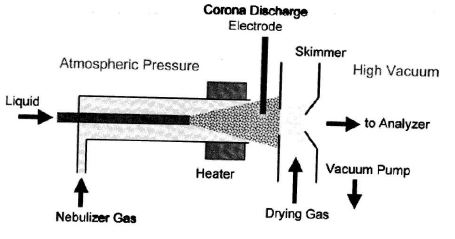 Corona Discharge
Electrode
Skimmer
Atmospheric Pressure
High Vacuum
Liquid
to Analyzer
Heater
Vacuum Pump
Nebulizer Gas
Drying Gas